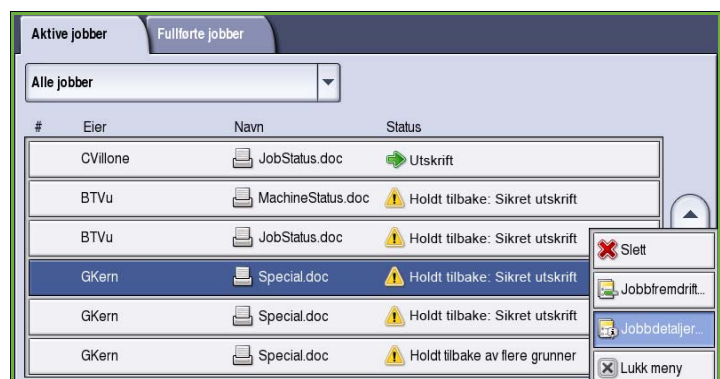 Aktive jobber Fullførte jobber
Alle jobber
# Eier Navn Status
CVillone JobStatus.doc Utskrift
BTVu MachineStatus.doc Holdt tilbake: Sikret utskrift
BTVu JobStatus.doc Holdt tilbake: Sikret utskrift
Slett
GKern Special.doc Holdt tilbake: Sikret utskrift
Jobbfremdrift...
GKern Special.doc Holdt tilbake: Sikret utskrift
Jobbdetaljer...
GKern Special.doc Holdt tilbake av flere grunner
Lukk meny